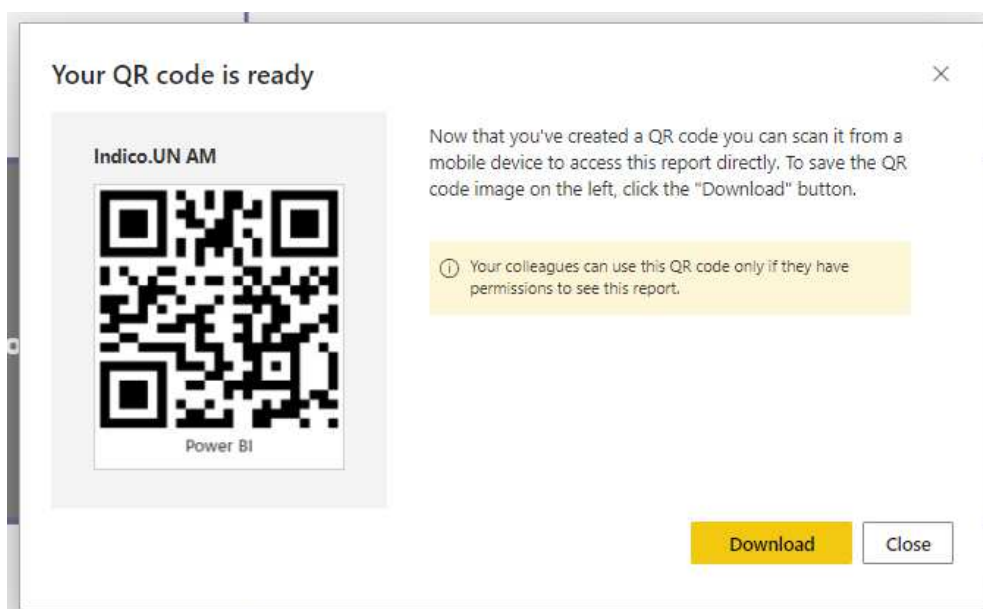 Your QR code is ready
Indico.UN AM
Power BI
Now that you've created a QR code you can scan it from a
mobile device to access this report directly. To save the QR
code image on the left, click the "Download" button.
Your colleagues can use this QR code only if they have
permissions to see this report.
Download
Close